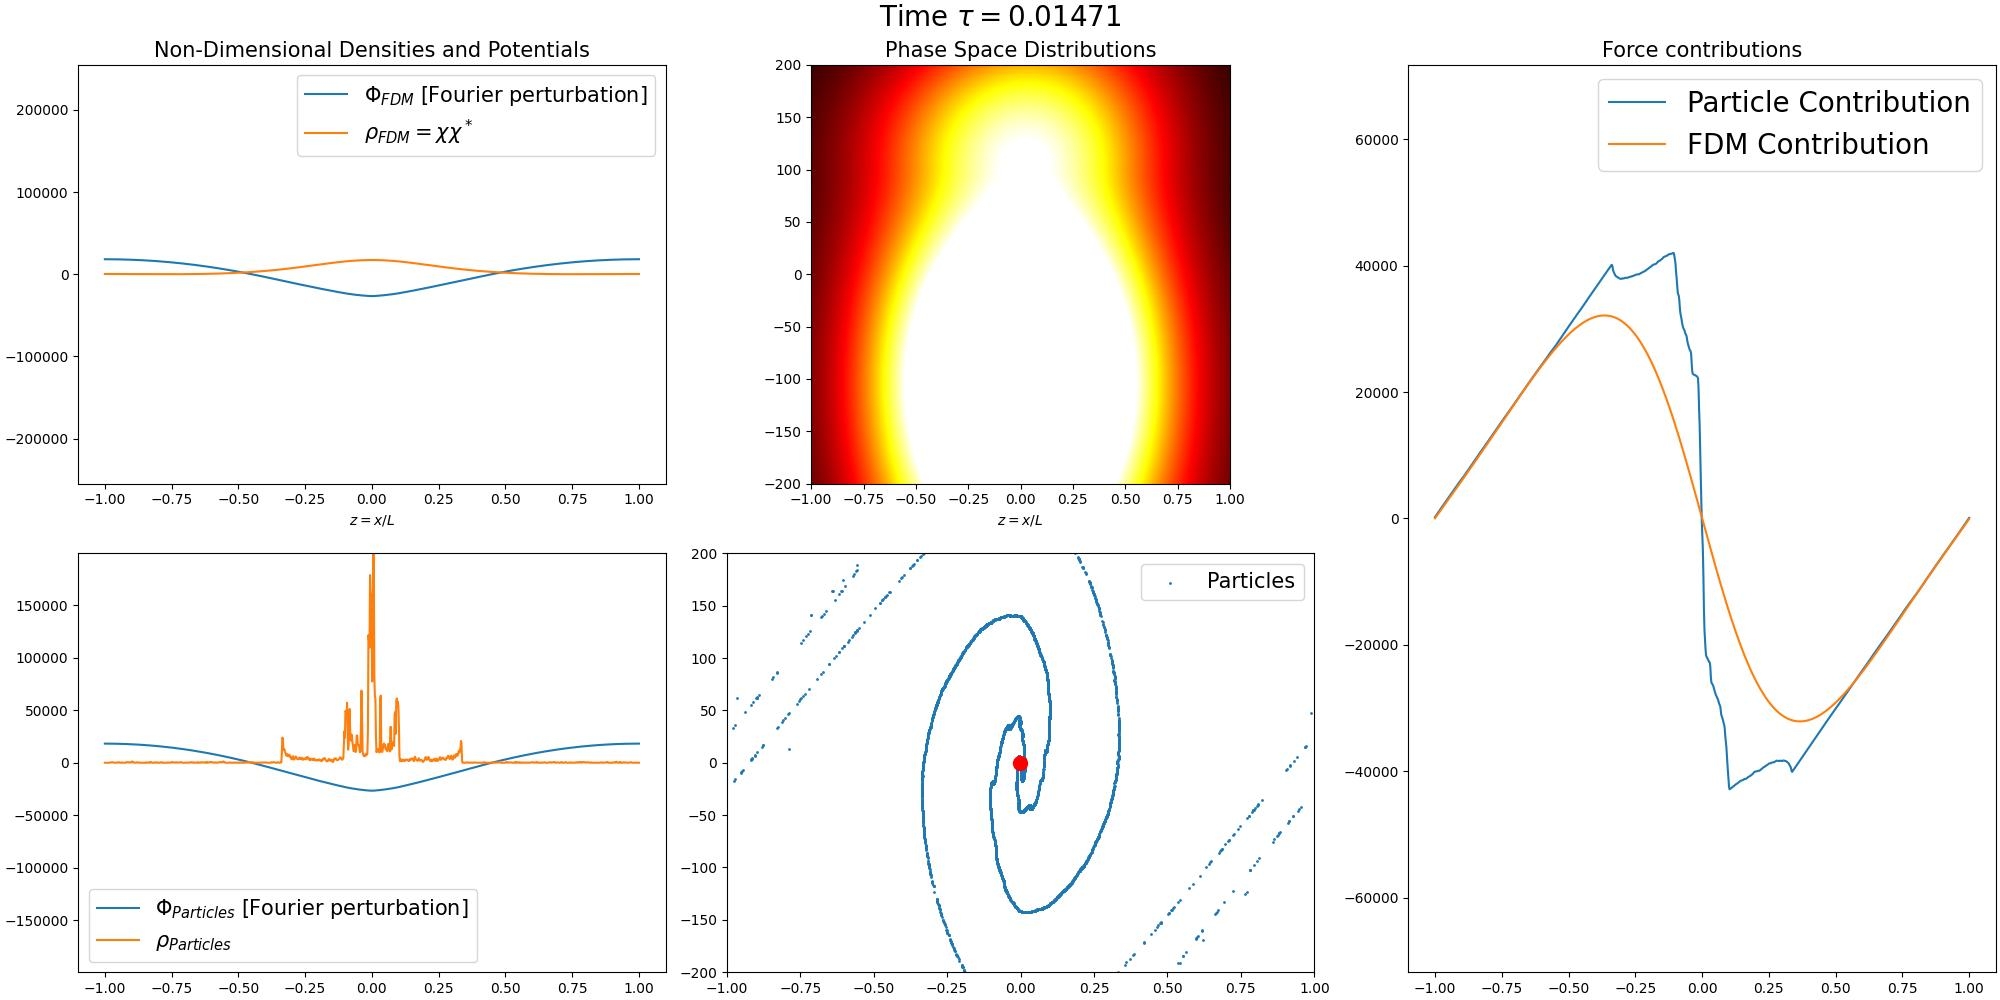 Time τ = 0.01471
Non-Dimensional Densities and Potentials
Φ_FDM [Fourier perturbation]
ρ_FDM = χχ*
200000
100000
0
−100000
−200000
−1.00 −0.75 −0.50 −0.25 0.00 0.25 0.50 0.75 1.00
z = x/L
Phase Space Distributions
200
150
100
50
0
−50
−100
−150
−200
−1.00 −0.75 −0.50 −0.25 0.00 0.25 0.50 0.75 1.00
z = x/L
Force contributions
Particle Contribution
FDM Contribution
60000
40000
20000
0
−20000
−40000
−60000
−1.00 −0.75 −0.50 −0.25 0.00 0.25 0.50 0.75 1.00
150000
100000
50000
0
−50000
−100000
−150000
Φ_Particles [Fourier perturbation]
ρ_Particles
−1.00 −0.75 −0.50 −0.25 0.00 0.25 0.50 0.75 1.00
Particles
200
150
100
50
0
−50
−100
−150
−200
−1.00 −0.75 −0.50 −0.25 0.00 0.25 0.50 0.75 1.00